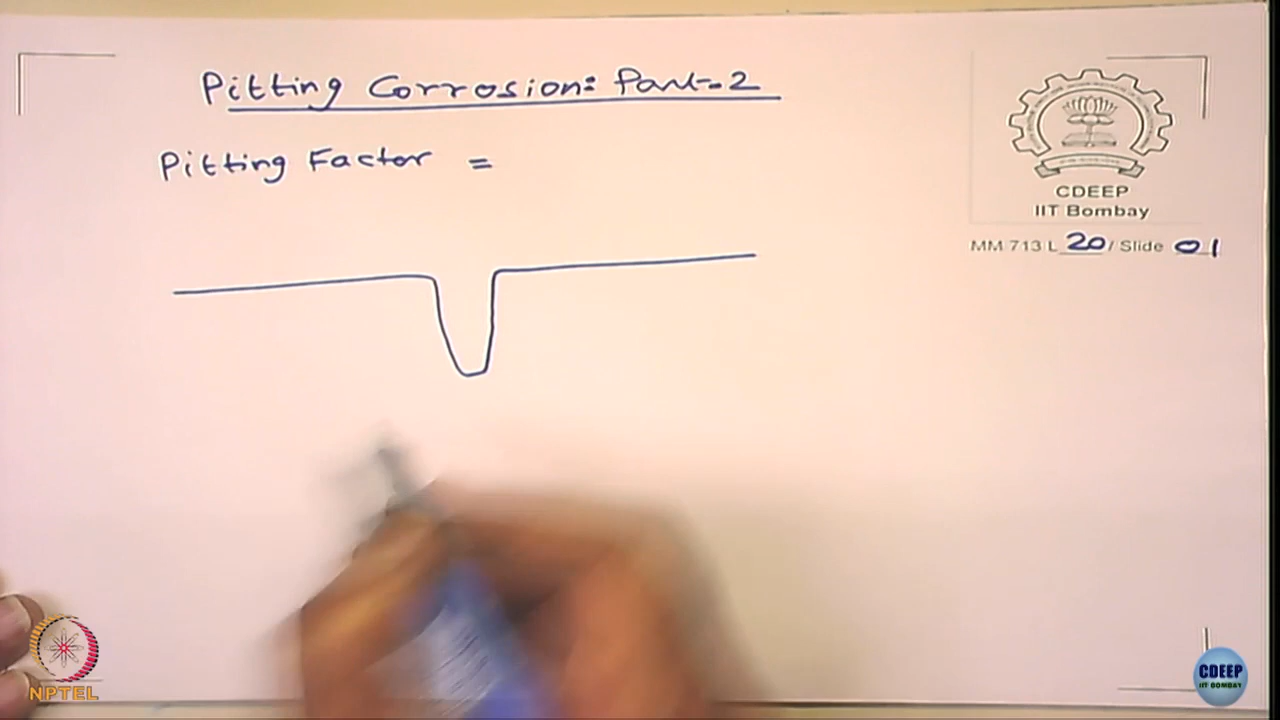 Pitting Corrosion: Part-2
Pitting Factor =
CDEEP
IIT Bombay
MM 713 L 20 / Slide 01
NPTEL
CDEEP
IIT BOMBAY